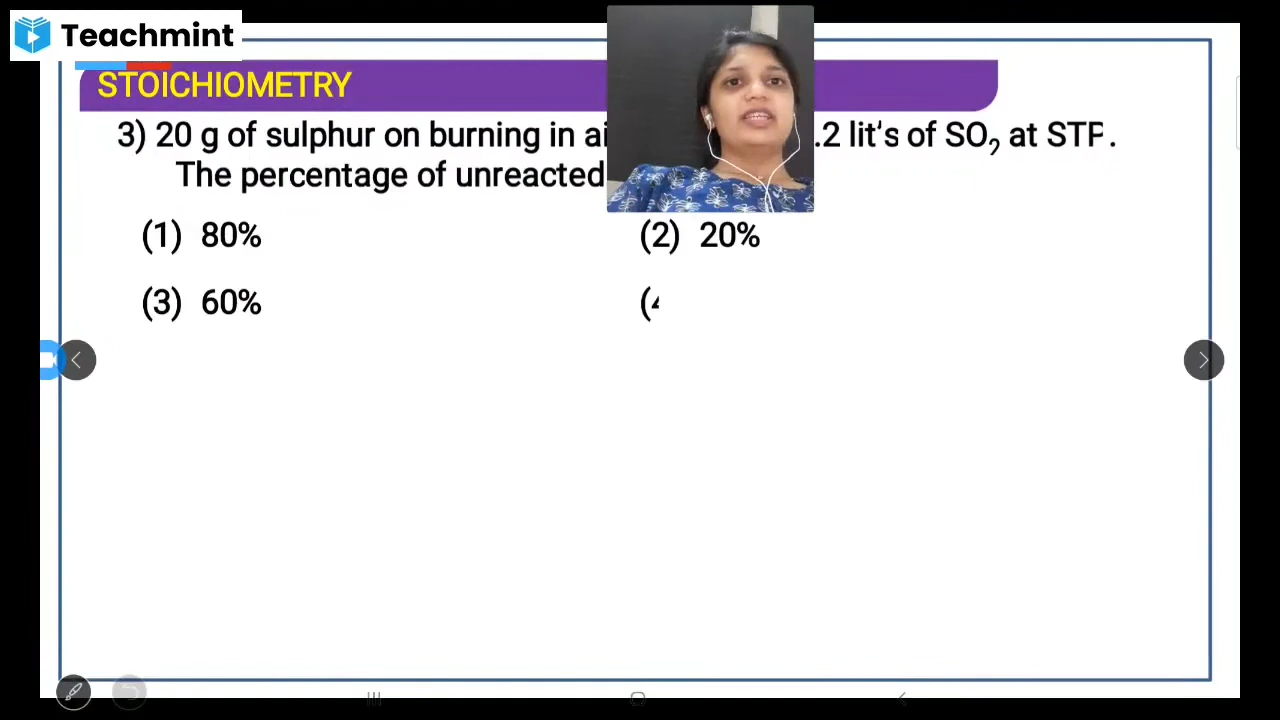 Teachmint
STOICHIOMETRY
3) 20 g of sulphur on burning in .2 lit's of SO₂ at STP.
The percentage of unreacted
(1) 80%
(2) 20%
(3) 60%
(4